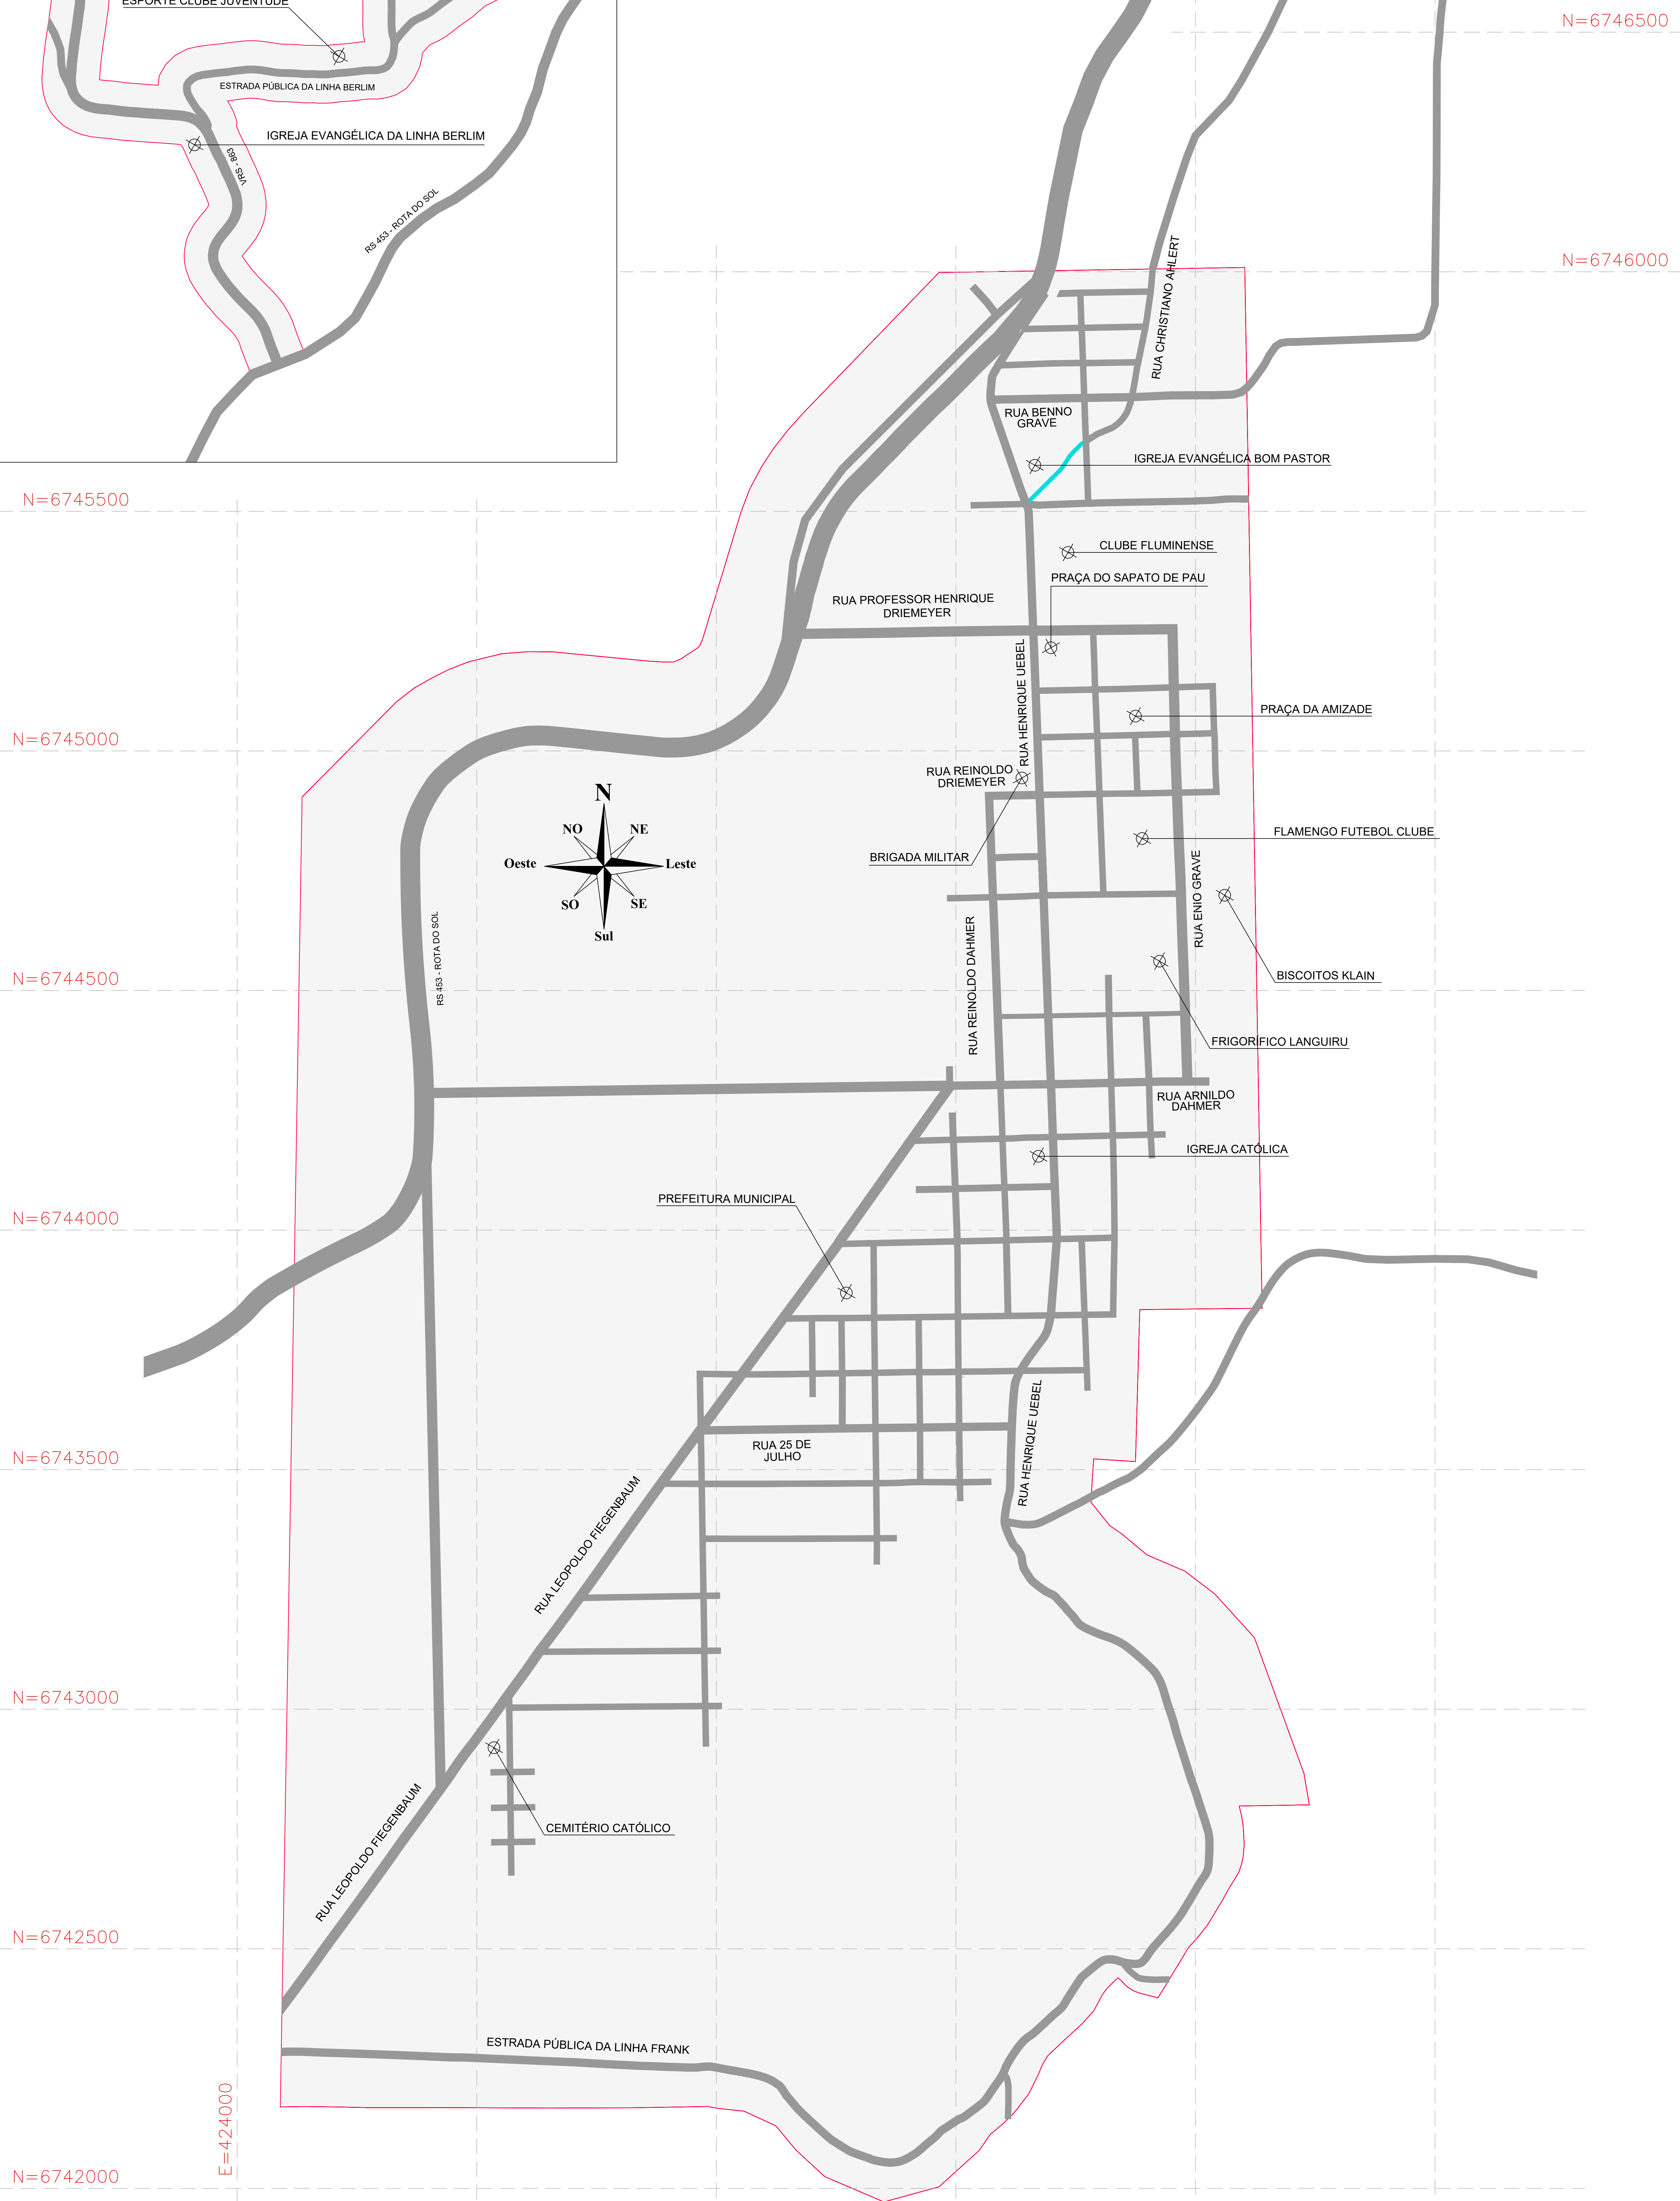 ESPORTE CLUBE JUVENTUDE
N=6746500
ESTRADA PÚBLICA DA LINHA BERLIM
IGREJA EVANGÉLICA DA LINHA BERLIM
VRS - 863
RS 453 - ROTA DO SOL
N=6746000
RUA CHRISTIANO AHLERT
RUA BENNO
GRAVE
IGREJA EVANGÉLICA BOM PASTOR
N=6745500
CLUBE FLUMINENSE
PRAÇA DO SAPATO DE PAU
RUA PROFESSOR HENRIQUE
DRIEMEYER
RUA HENRIQUE UEBEL
PRAÇA DA AMIZADE
N=6745000
RUA REINOLDO
DRIEMEYER
N
NO
NE
Oeste
Leste
SO
SE
Sul
FLAMENGO FUTEBOL CLUBE
BRIGADA MILITAR
RUA ENIO GRAVE
RS 453 - ROTA DO SOL
RUA REINOLDO DAHMER
BISCOITOS KLAIN
N=6744500
FRIGORÍFICO LANGUIRU
RUA ARNILDO
DAHMER
IGREJA CATÓLICA
PREFEITURA MUNICIPAL
N=6744000
RUA HENRIQUE UEBEL
RUA 25 DE
JULHO
N=6743500
RUA LEOPOLDO FIEGENBAUM
N=6743000
CEMITÉRIO CATÓLICO
RUA LEOPOLDO FIEGENBAUM
N=6742500
ESTRADA PÚBLICA DA LINHA FRANK
E=424000
N=6742000